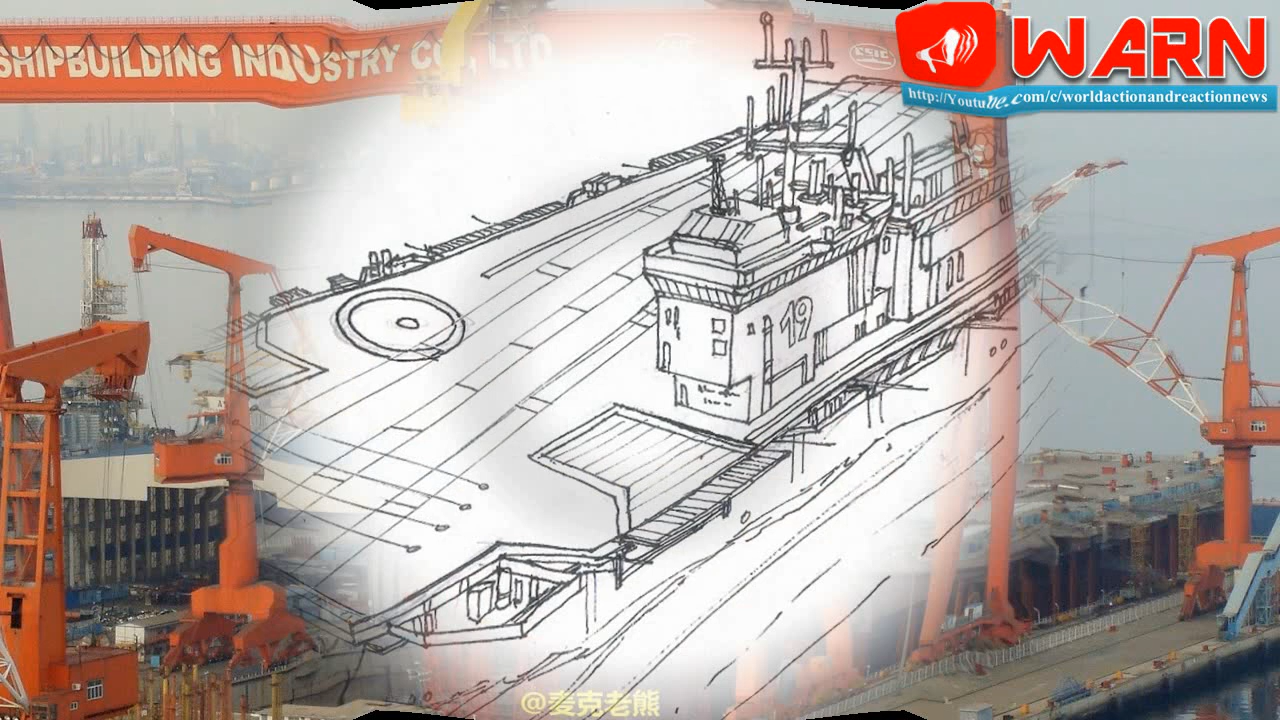 SHIPBUILDING INDUSTRY CO., LTD
CSIC
WARN
http://Youtube.com/c/worldactionandreactionnews
19
@麦克老熊